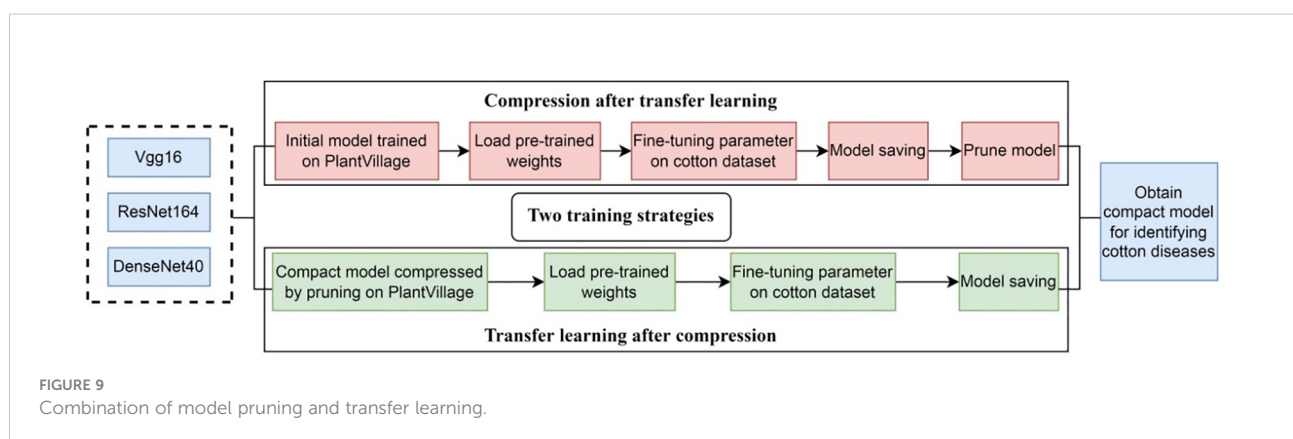 Compression after transfer learning
Vgg16
ResNet164
DenseNet40
Initial model trained
on PlantVillage
Load pre-trained
weights
Fine-tuning parameter
on cotton dataset
Model saving
Prune model
Two training strategies
Compact model compressed
by pruning on PlantVillage
Load pre-trained
weights
Fine-tuning parameter
on cotton dataset
Model saving
Transfer learning after compression
Obtain
compact model
for identifying
cotton diseases
FIGURE 9
Combination of model pruning and transfer learning.